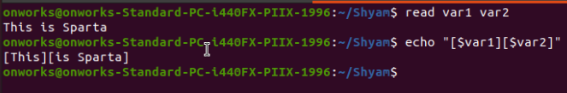 onworks@onworks-Standard-PC-i440FX-PIIX-1996:~/Shyam$ read var1 var2
This is Sparta
onworks@onworks-Standard-PC-i440FX-PIIX-1996:~/Shyam$ echo "[$var1][$var2]"
[This][is Sparta]
onworks@onworks-Standard-PC-i440FX-PIIX-1996:~/Shyam$